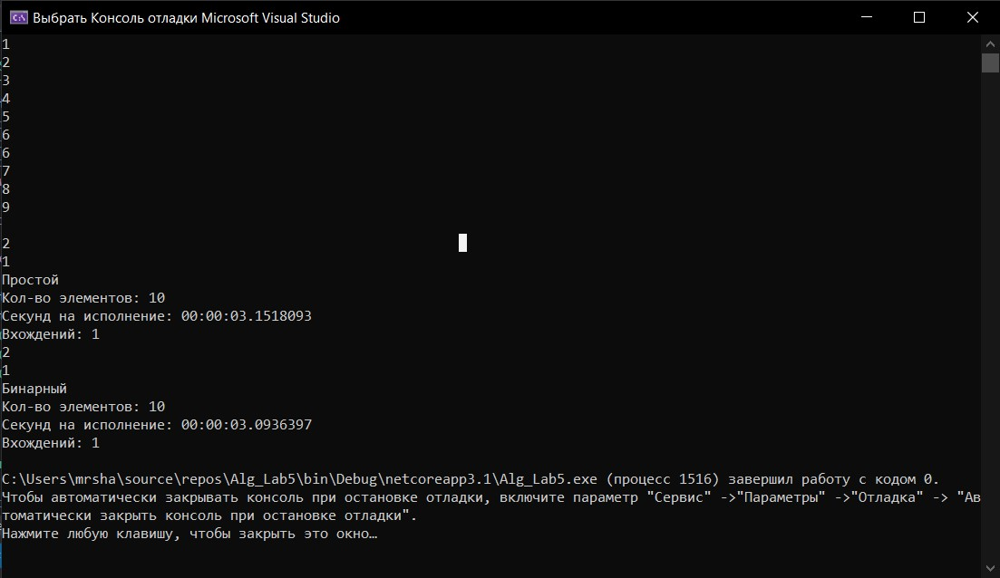 Выбрать Консоль отладки Microsoft Visual Studio
1
2
3
4
5
6
6
7
8
9
2
1
Простой
Кол-во элементов: 10
Секунд на исполнение: 00:00:03.1518093
Вхождений: 1
2
1
Бинарный
Кол-во элементов: 10
Секунд на исполнение: 00:00:03.0936397
Вхождений: 1
C:\Users\mrsha\source\repos\Alg_Lab5\bin\Debug\netcoreapp3.1\Alg_Lab5.exe (процесс 1516) завершил работу с кодом 0.
Чтобы автоматически закрывать консоль при остановке отладки, включите параметр "Сервис" ->"Параметры" ->"Отладка" -> "Ав
томатически закрыть консоль при остановке отладки".
Нажмите любую клавишу, чтобы закрыть это окно…